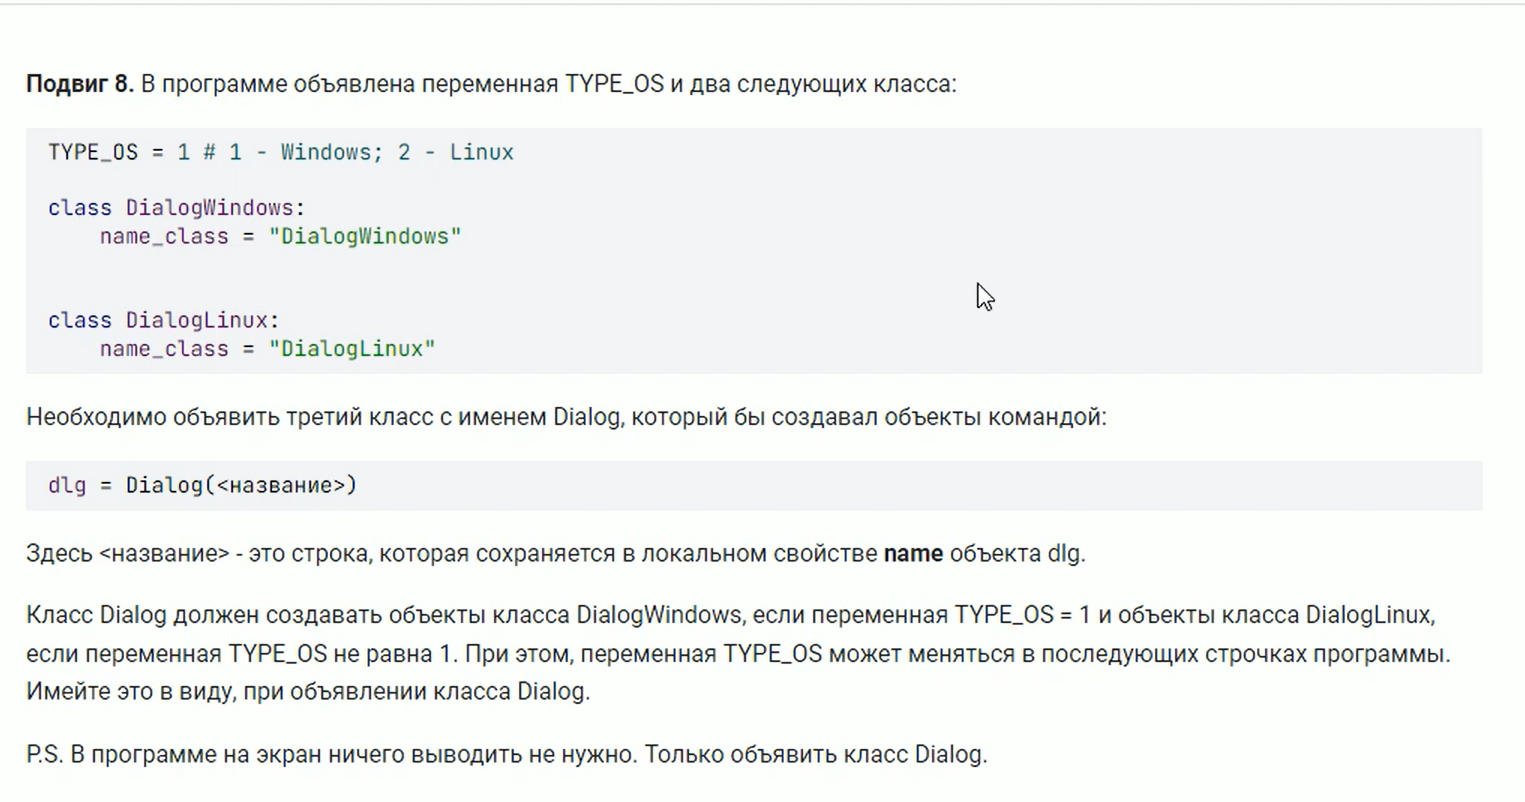 Подвиг 8. В программе объявлена переменная TYPE_OS и два следующих класса:
TYPE_OS = 1 # 1 - Windows; 2 - Linux
class DialogWindows:
    name_class = "DialogWindows"
class DialogLinux:
    name_class = "DialogLinux"
Необходимо объявить третий класс с именем Dialog, который бы создавал объекты командой:
dlg = Dialog(<название>)
Здесь <название> - это строка, которая сохраняется в локальном свойстве name объекта dlg.
Класс Dialog должен создавать объекты класса DialogWindows, если переменная TYPE_OS = 1 и объекты класса DialogLinux,
если переменная TYPE_OS не равна 1. При этом, переменная TYPE_OS может меняться в последующих строчках программы.
Имейте это в виду, при объявлении класса Dialog.
P.S. В программе на экран ничего выводить не нужно. Только объявить класс Dialog.